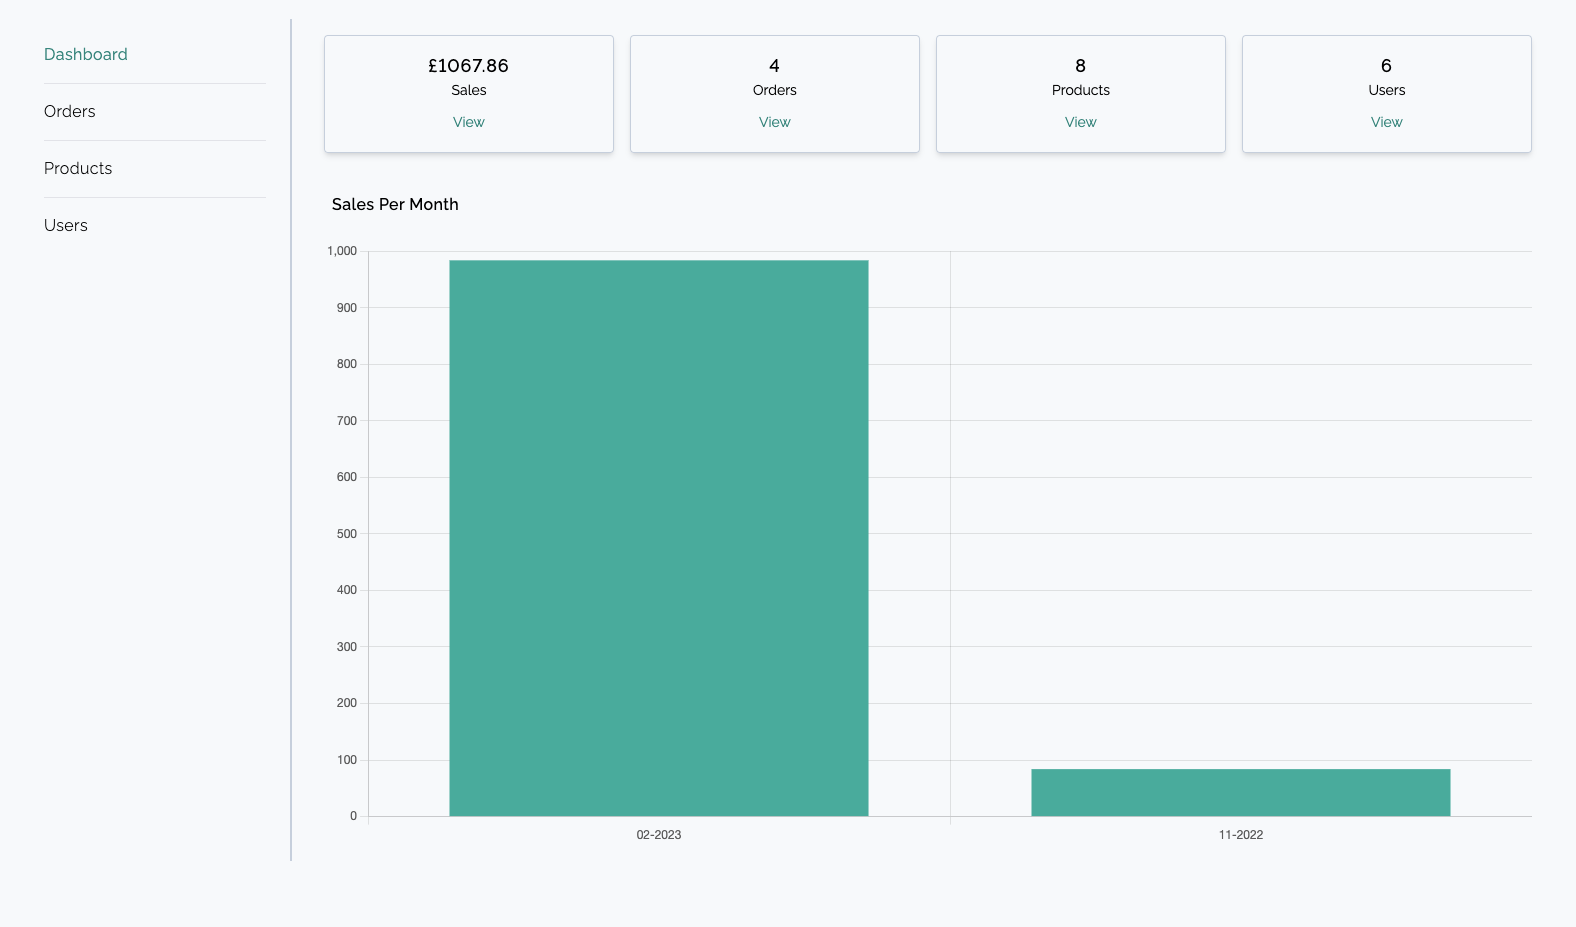 Dashboard
Orders
Products
Users
£1067.86
Sales
View
4
Orders
View
8
Products
View
6
Users
View
Sales Per Month
1,000
900
800
700
600
500
400
300
200
100
0
02-2023
11-2022